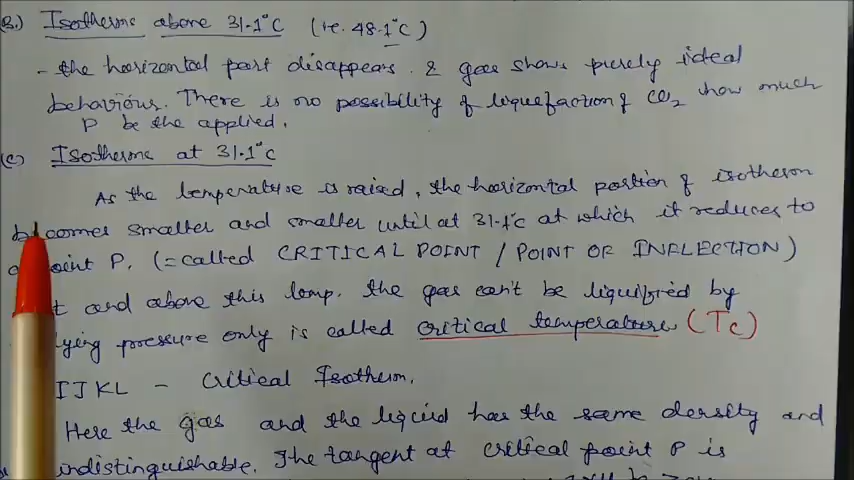 (B.) Isotherms above 31.1°C (i.e. 48.1°C)
- the horizontal part disappears & gas shows purely ideal
behaviour. There is no possibility of liquefaction of CO₂ how much
P be the applied.
(C) Isotherms at 31.1°C
As the temperature is raised, the horizontal portion of isotherm
becomes smaller and smaller until at 31.1°C at which it reduces to
point P. (=called CRITICAL POINT / POINT OF INFLECTION)
and above this temp. the gas can't be liquified by
pressure only is called critical temperature (Tc)
IJKL - Critical Isotherm.
Here the gas and the liquid has the same density and
indistinguishable. The tangent at critical point P is